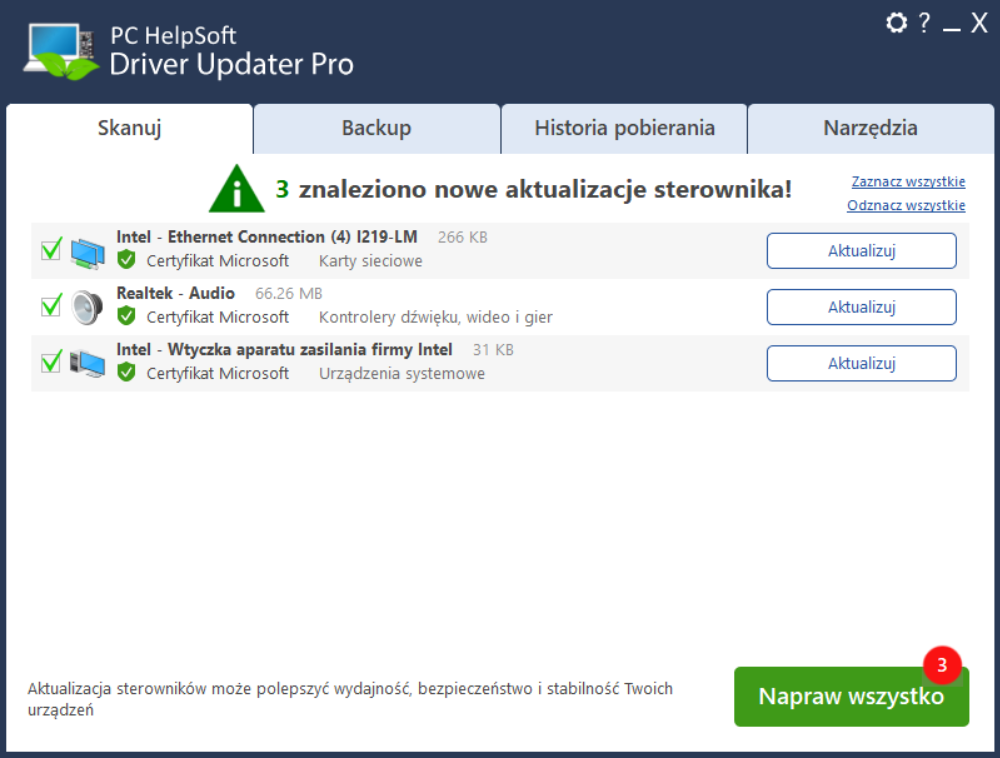 PC HelpSoft
Driver Updater Pro
? _ X
Skanuj Backup Historia pobierania Narzędzia
3 znaleziono nowe aktualizacje sterownika!
Zaznacz wszystkie
Odznacz wszystkie
Intel - Ethernet Connection (4) I219-LM 266 KB
Certyfikat Microsoft Karty sieciowe
Aktualizuj
Realtek - Audio 66.26 MB
Certyfikat Microsoft Kontrolery dźwięku, wideo i gier
Aktualizuj
Intel - Wtyczka aparatu zasilania firmy Intel 31 KB
Certyfikat Microsoft Urządzenia systemowe
Aktualizuj
Aktualizacja sterowników może polepszyć wydajność, bezpieczeństwo i stabilność Twoich
urządzeń
3
Napraw wszystko